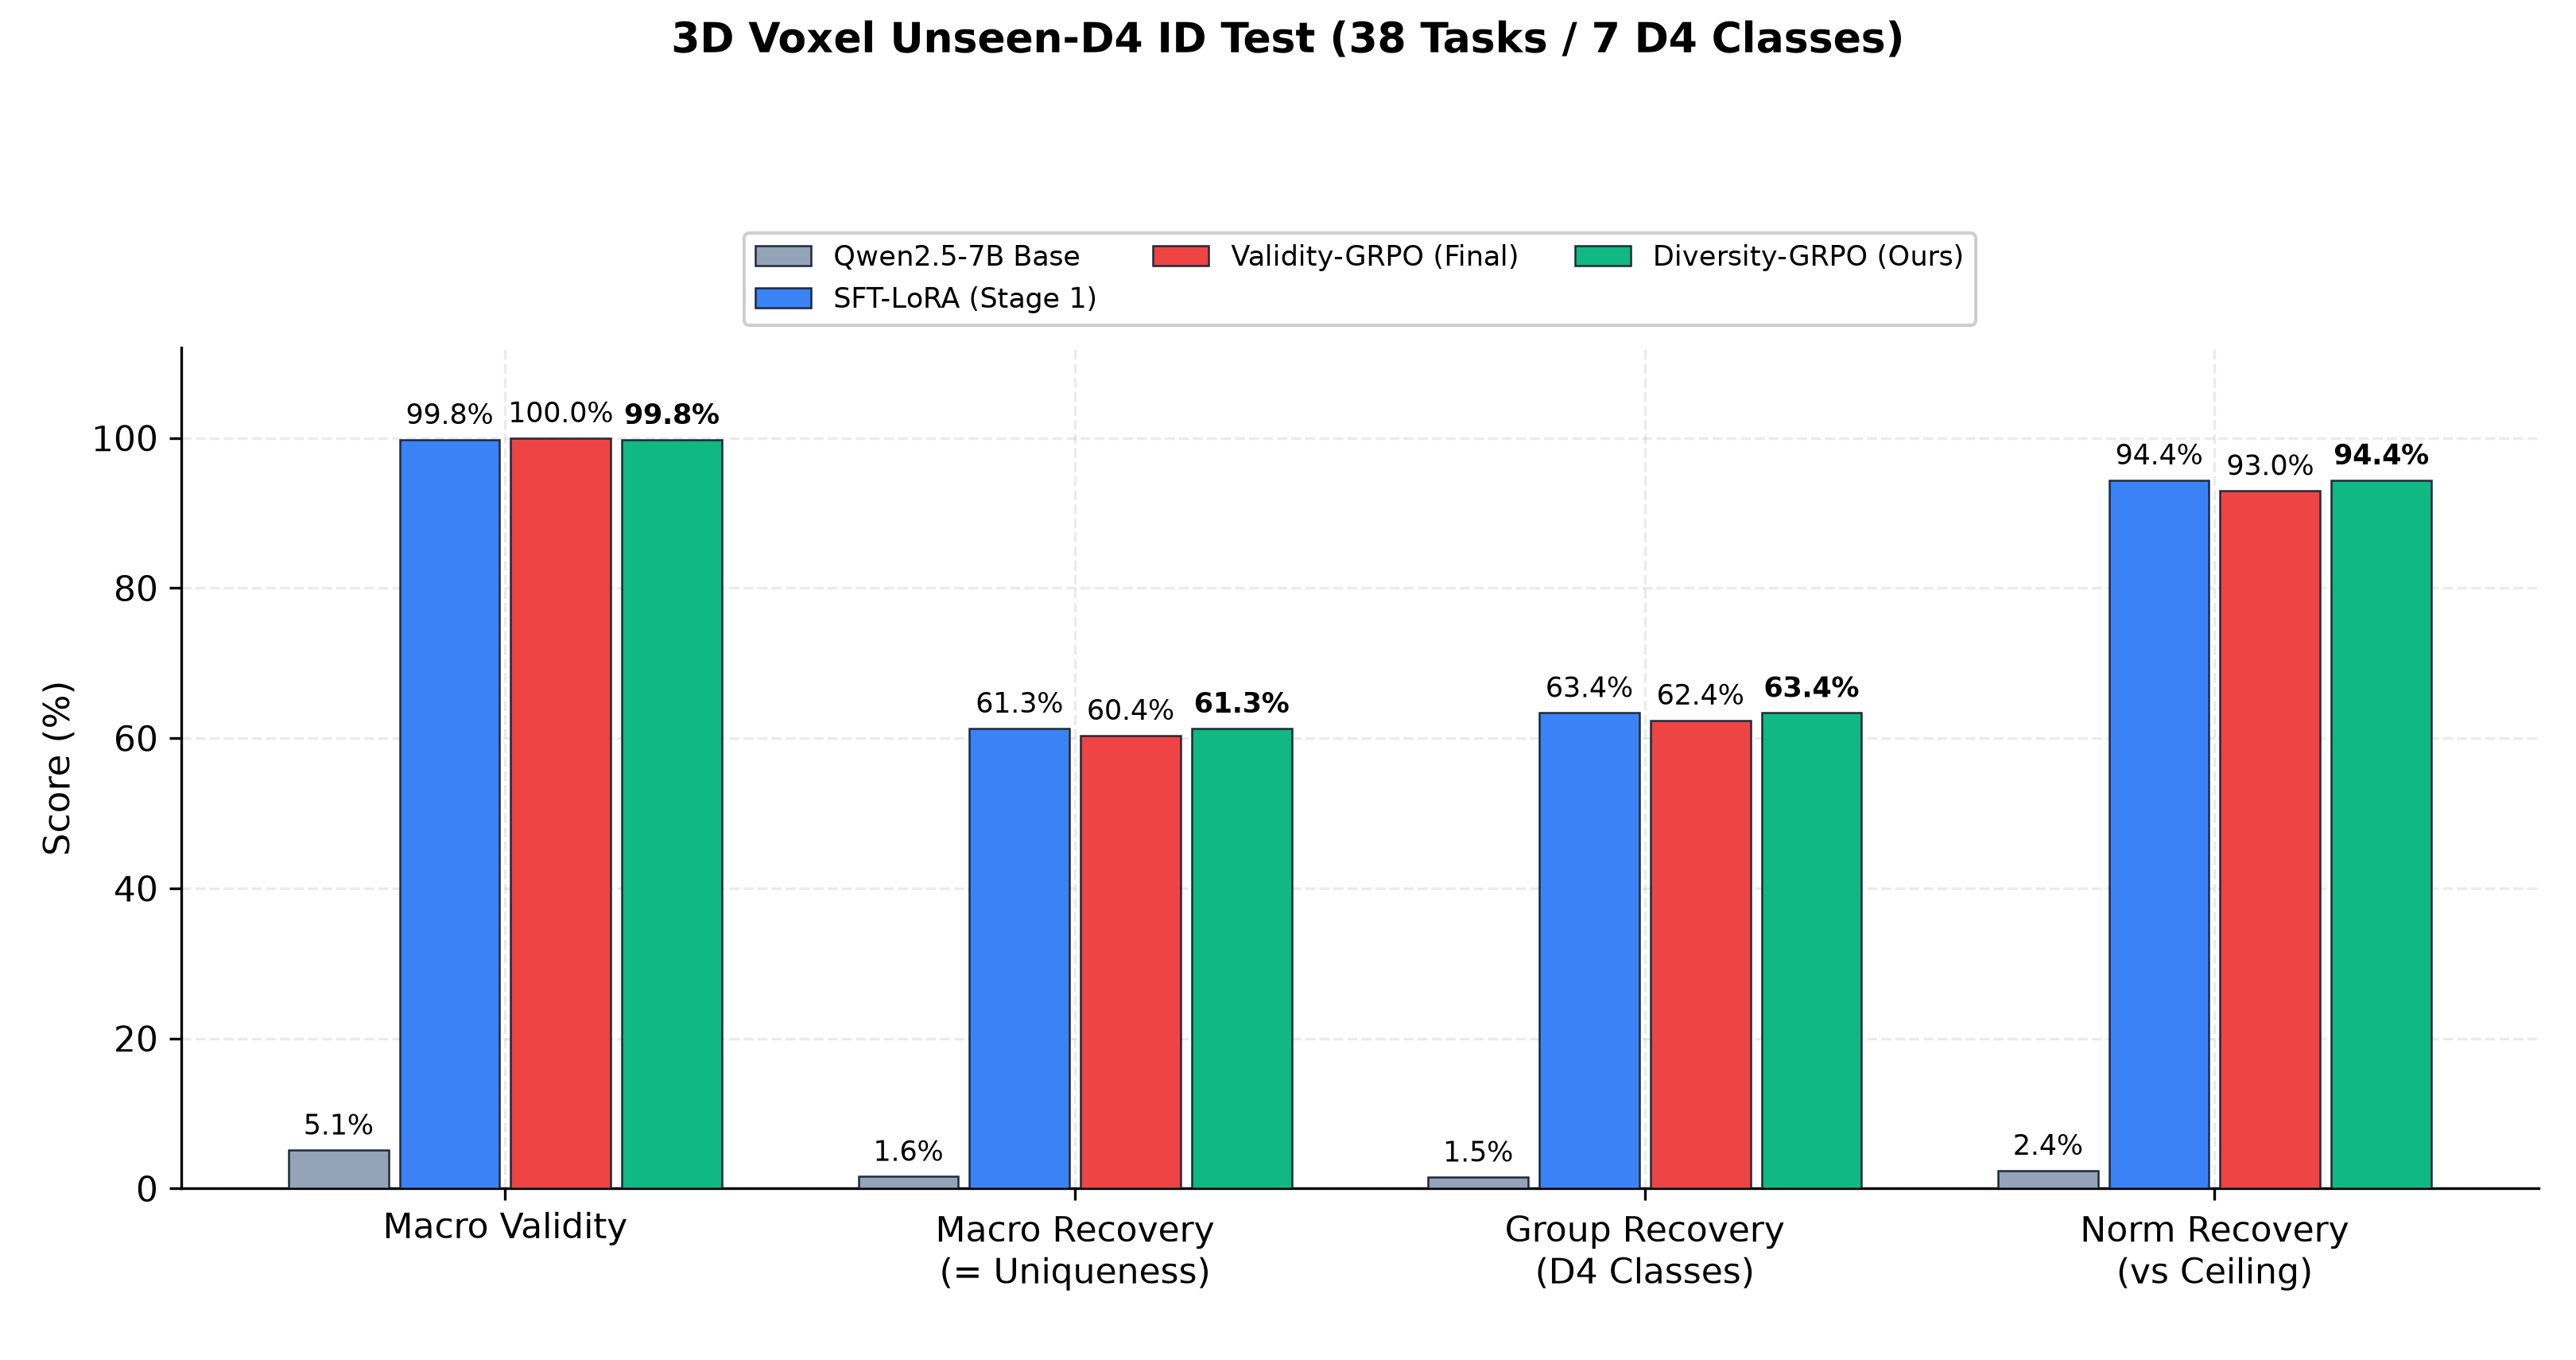 3D Voxel Unseen-D4 ID Test (38 Tasks / 7 D4 Classes)
Qwen2.5-7B Base
SFT-LoRA (Stage 1)
Validity-GRPO (Final)
Diversity-GRPO (Ours)
Score (%)
100
80
60
40
20
0
5.1%
99.8%
100.0%
99.8%
1.6%
61.3%
60.4%
61.3%
1.5%
63.4%
62.4%
63.4%
2.4%
94.4%
93.0%
94.4%
Macro Validity
Macro Recovery
(= Uniqueness)
Group Recovery
(D4 Classes)
Norm Recovery
(vs Ceiling)